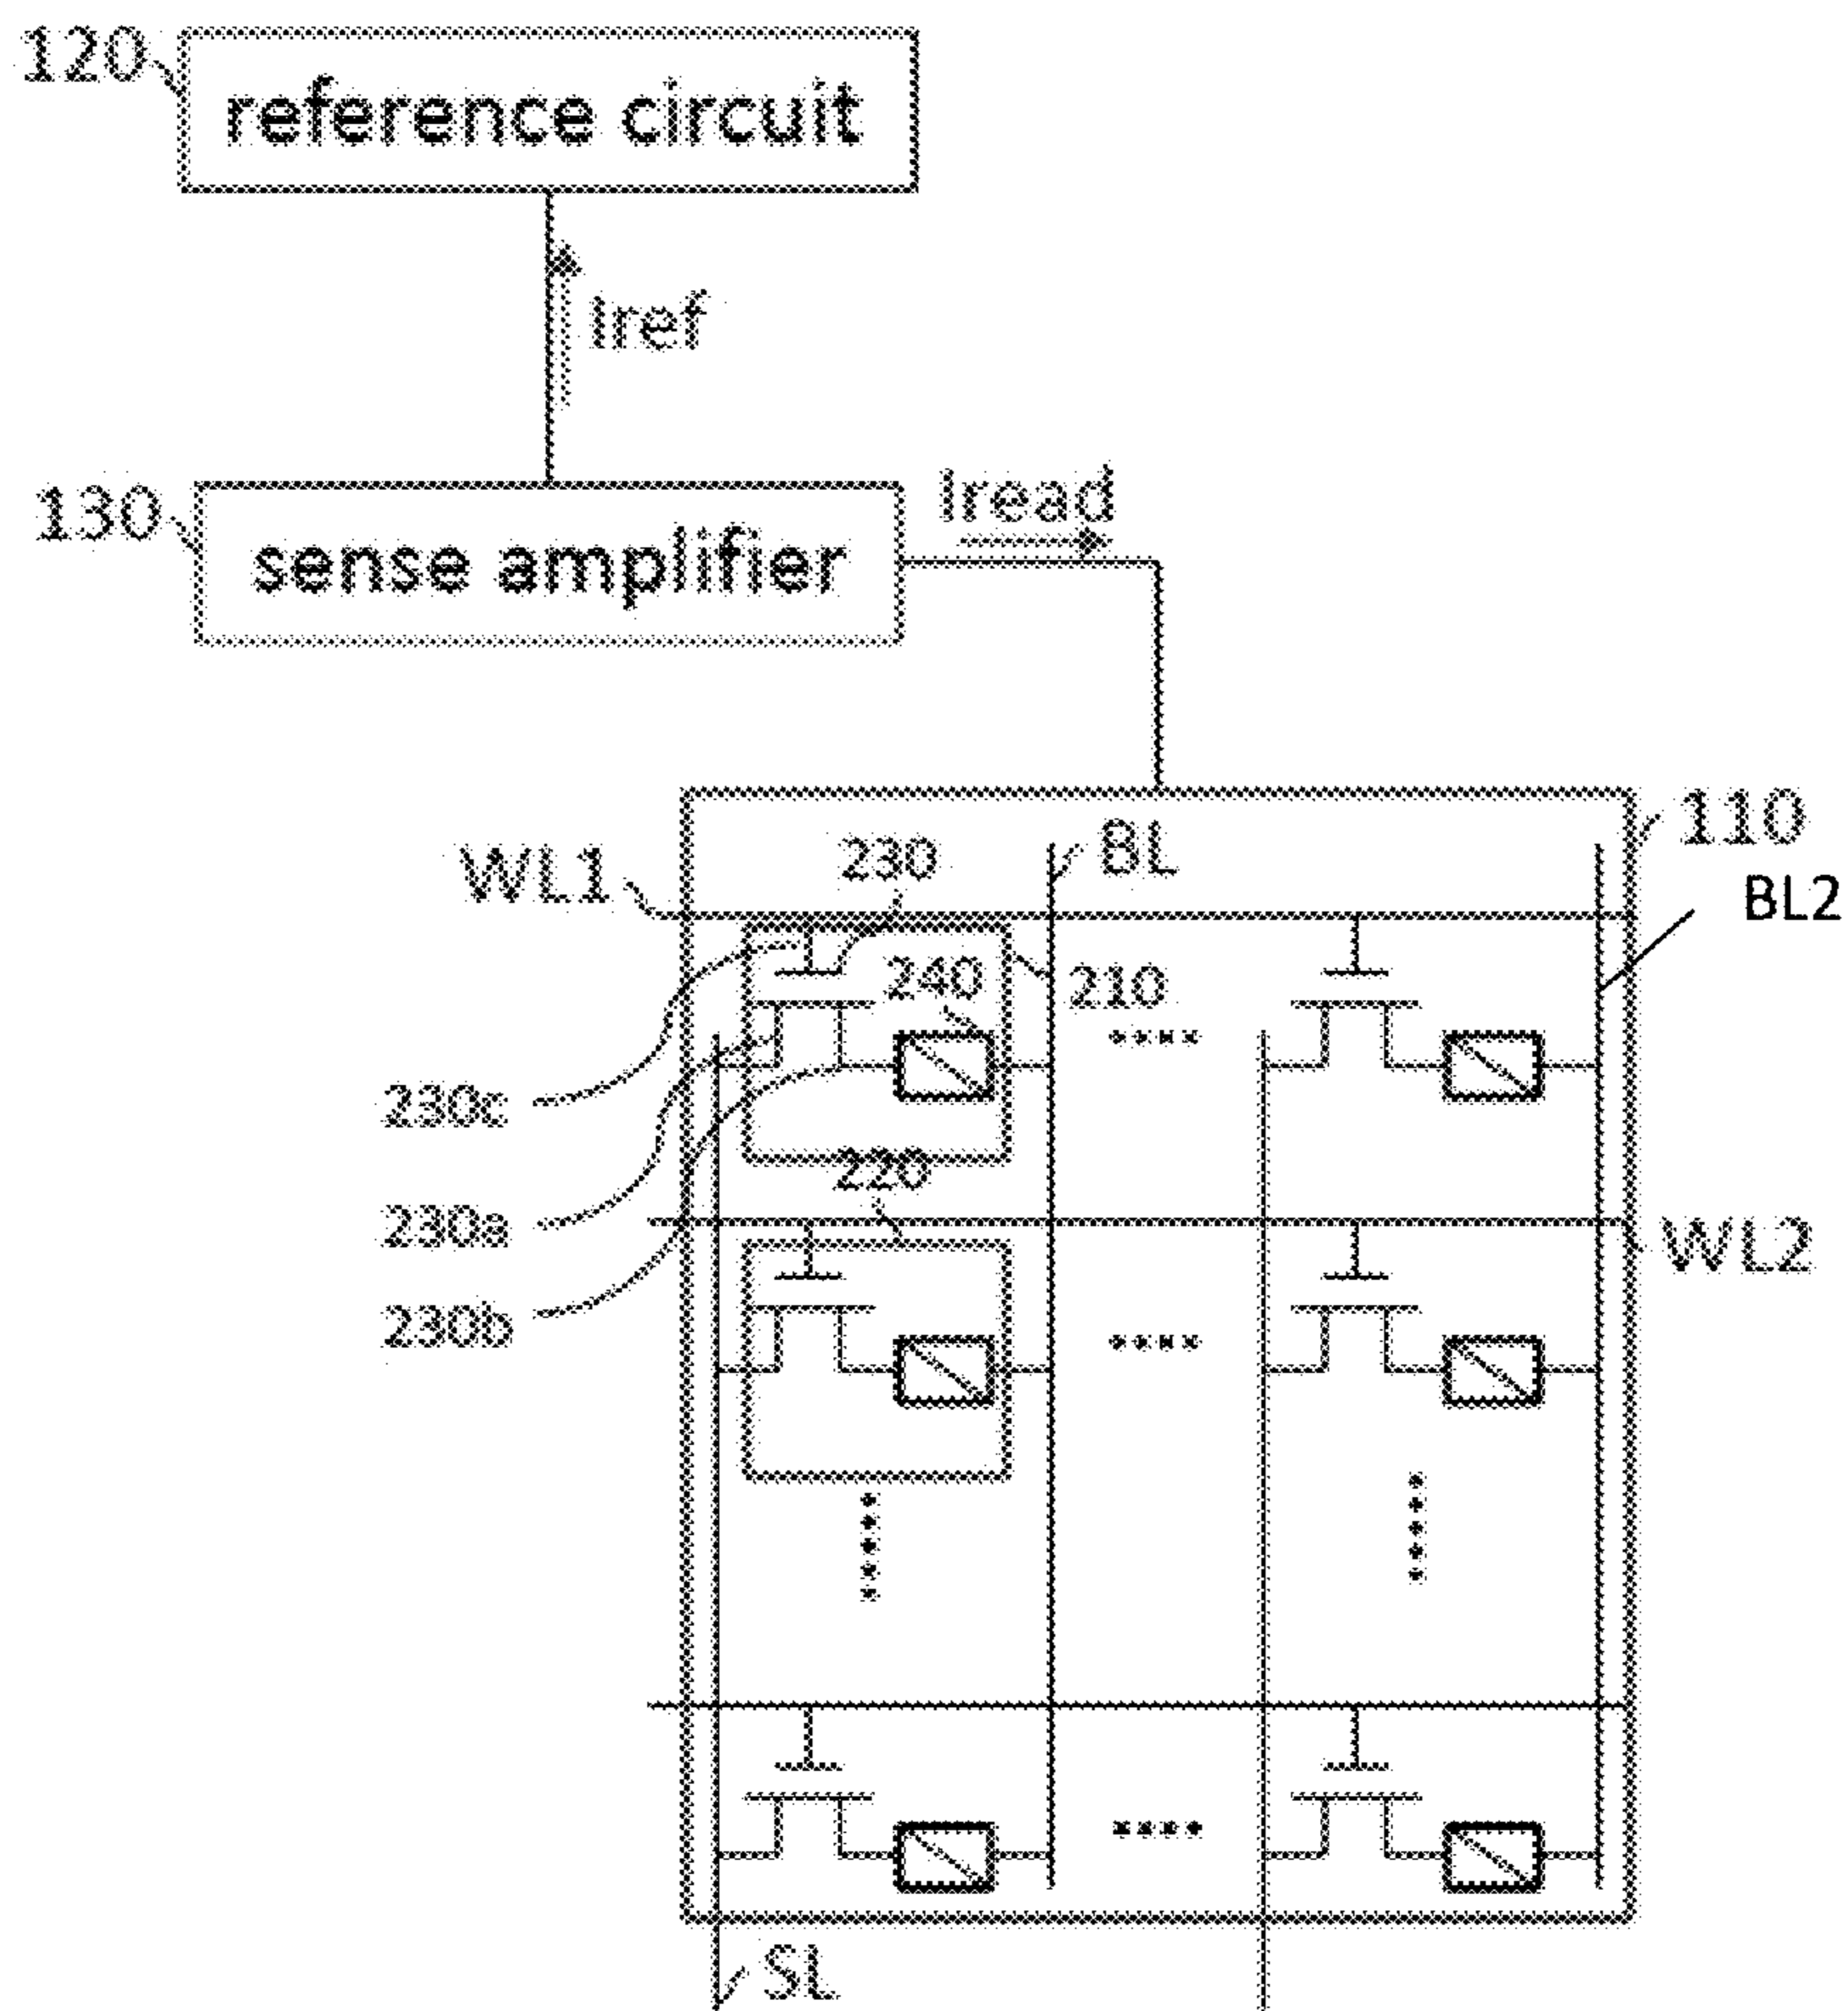 120
reference circuit
Iref
130
sense amplifier
Iread
110
WL1
230
BL
BL2
240
210
230c
220
230a
WL2
230b
SL